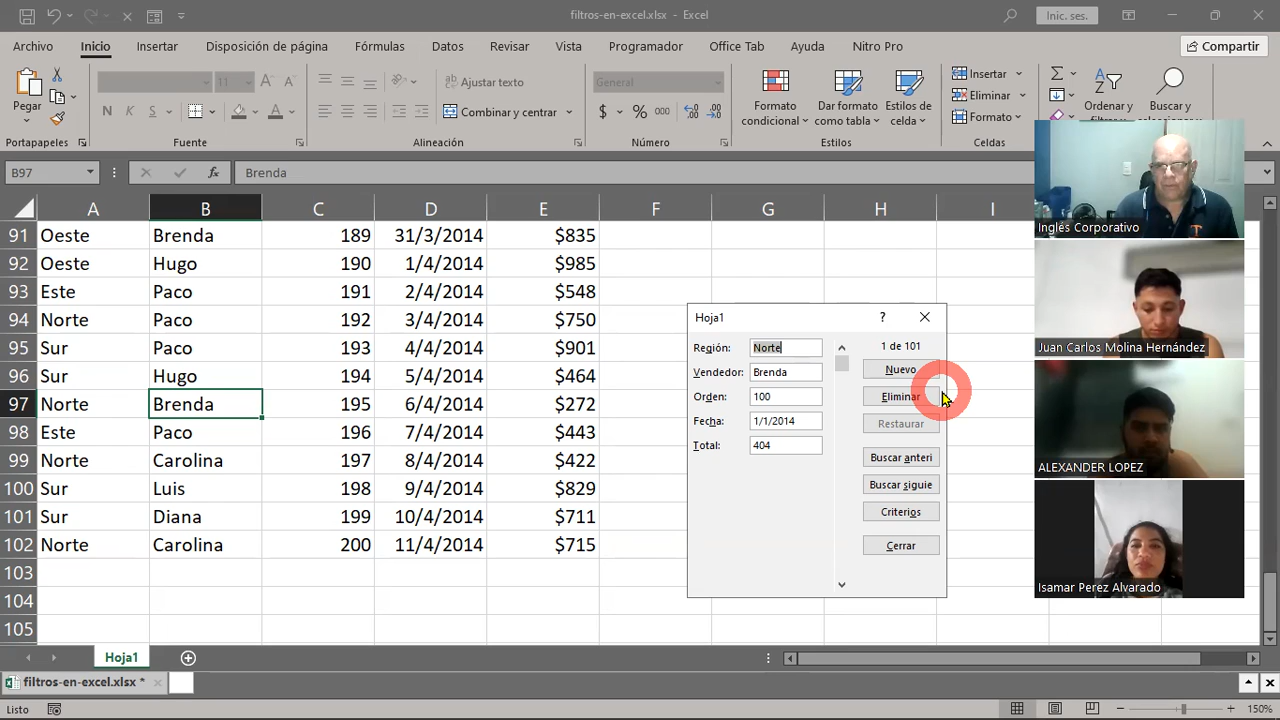 filtros-en-excel.xlsx - Excel
Inic. ses.
Archivo Inicio Insertar Disposición de página Fórmulas Datos Revisar Vista Programador Office Tab Ayuda Nitro Pro Compartir
Pegar
11
Ajustar texto
General
Formato condicional
Dar formato como tabla
Estilos de celda
Insertar
Eliminar
Formato
Ordenar y filtrar
Buscar y seleccionar
N K S
Combinar y centrar
$ % 000
Portapapeles Fuente Alineación Número Estilos Celdas
B97 Brenda
A B C D E F G H I
91 Oeste Brenda 189 31/3/2014 $835
92 Oeste Hugo 190 1/4/2014 $985
93 Este Paco 191 2/4/2014 $548
94 Norte Paco 192 3/4/2014 $750
95 Sur Paco 193 4/4/2014 $901
96 Sur Hugo 194 5/4/2014 $464
97 Norte Brenda 195 6/4/2014 $272
98 Este Paco 196 7/4/2014 $443
99 Norte Carolina 197 8/4/2014 $422
100 Sur Luis 198 9/4/2014 $829
101 Sur Diana 199 10/4/2014 $711
102 Norte Carolina 200 11/4/2014 $715
103
104
105
Hoja1
Región: Norte
Vendedor: Brenda
Orden: 100
Fecha: 1/1/2014
Total: 404
1 de 101
Nuevo
Eliminar
Restaurar
Buscar anteri
Buscar siguie
Criterios
Cerrar
Inglés Corporativo
Juan Carlos Molina Hernández
ALEXANDER LOPEZ
Isamar Perez Alvarado
Hoja1
filtros-en-excel.xlsx *
Listo
150%